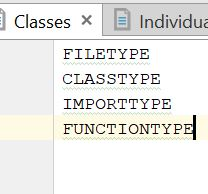 Classes Individua
FILETYPE
CLASSTYPE
IMPORTTYPE
FUNCTIONTYPE